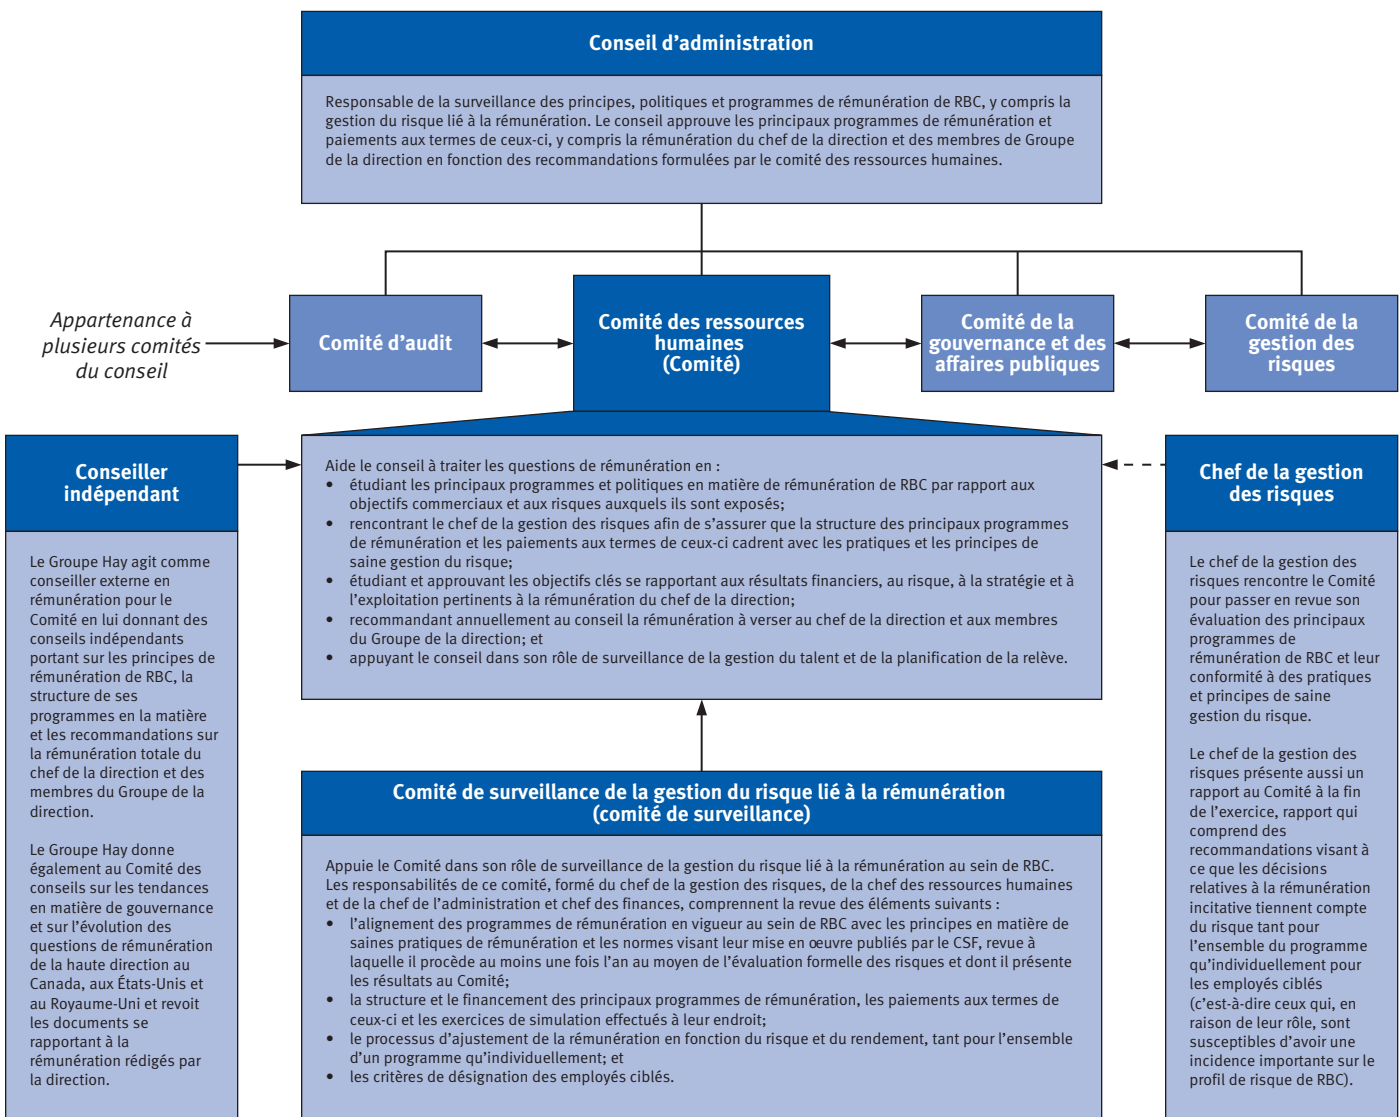 Conseil d'administration
Responsable de la surveillance des principes, politiques et programmes de rémunération de RBC, y compris la
gestion du risque lié à la rémunération. Le conseil approuve les principaux programmes de rémunération et
paiements aux termes de ceux-ci, y compris la rémunération du chef de la direction et des membres de Groupe
de la direction en fonction des recommandations formulées par le comité des ressources humaines.
Appartenance à
plusieurs comités
du conseil
Comité d'audit
Comité des ressources
humaines
(Comité)
Comité de la
gouvernance et des
affaires publiques
Comité de la
gestion des
risques
Conseiller
indépendant
Le Groupe Hay agit comme
conseiller externe en
rémunération pour le
Comité en lui donnant des
conseils indépendants
portant sur les principes de
rémunération de RBC, la
structure de ses
programmes en la matière
et les recommandations sur
la rémunération totale du
chef de la direction et des
membres du Groupe de la
direction.
Le Groupe Hay donne
également au Comité des
conseils sur les tendances
en matière de gouvernance
et sur l'évolution des
questions de rémunération
de la haute direction au
Canada, aux États-Unis et
au Royaume-Uni et revoit
les documents se
rapportant à la
rémunération rédigés par
la direction.
Aide le conseil à traiter les questions de rémunération en :
• étudiant les principaux programmes et politiques en matière de rémunération de RBC par rapport aux
objectifs commerciaux et aux risques auxquels ils sont exposés;
• rencontrant le chef de la gestion des risques afin de s'assurer que la structure des principaux programmes
de rémunération et les paiements aux termes de ceux-ci cadrent avec les pratiques et les principes de
saine gestion du risque;
• étudiant et approuvant les objectifs clés se rapportant aux résultats financiers, au risque, à la stratégie et à
l'exploitation pertinents à la rémunération du chef de la direction;
• recommandant annuellement au conseil la rémunération à verser au chef de la direction et aux membres
du Groupe de la direction; et
• appuyant le conseil dans son rôle de surveillance de la gestion du talent et de la planification de la relève.
Comité de surveillance de la gestion du risque lié à la rémunération
(comité de surveillance)
Appuie le Comité dans son rôle de surveillance de la gestion du risque lié à la rémunération au sein de RBC.
Les responsabilités de ce comité, formé du chef de la gestion des risques, de la chef des ressources humaines
et de la chef de l'administration et chef des finances, comprennent la revue des éléments suivants :
• l'alignement des programmes de rémunération en vigueur au sein de RBC avec les principes en matière de
saines pratiques de rémunération et les normes visant leur mise en œuvre publiés par le CSF, revue à
laquelle il procède au moins une fois l'an au moyen de l'évaluation formelle des risques et dont il présente
les résultats au Comité;
• la structure et le financement des principaux programmes de rémunération, les paiements aux termes de
ceux-ci et les exercices de simulation effectués à leur endroit;
• le processus d'ajustement de la rémunération en fonction du risque et du rendement, tant pour l'ensemble
d'un programme qu'individuellement; et
• les critères de désignation des employés ciblés.
Chef de la gestion
des risques
Le chef de la gestion des
risques rencontre le Comité
pour passer en revue son
évaluation des principaux
programmes de
rémunération de RBC et leur
conformité à des pratiques
et principes de saine
gestion du risque.
Le chef de la gestion des
risques présente aussi un
rapport au Comité à la fin
de l'exercice, rapport qui
comprend des
recommandations visant à
ce que les décisions
relatives à la rémunération
incitative tiennent compte
du risque tant pour
l'ensemble du programme
qu'individuellement pour
les employés ciblés
(c'est-à-dire ceux qui, en
raison de leur rôle, sont
susceptibles d'avoir une
incidence importante sur le
profil de risque de RBC).